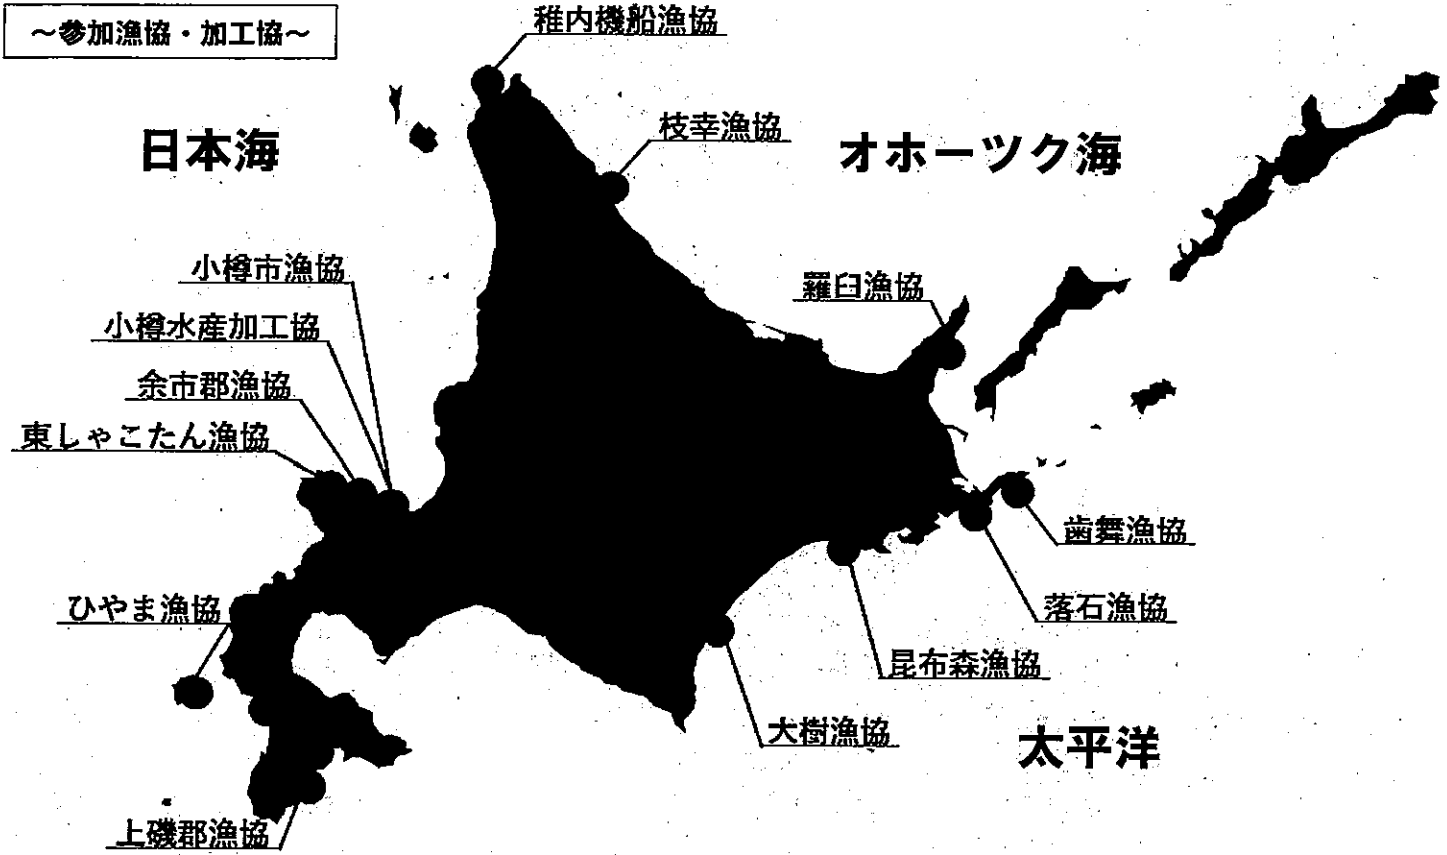 ～参加漁協・加工協～
稚内機船漁協
枝幸漁協
日本海
オホーツク海
小樽市漁協
羅臼漁協
小樽水産加工協
余市郡漁協
東しゃこたん漁協
歯舞漁協
ひやま漁協
落石漁協
昆布森漁協
大樹漁協
太平洋
上磯郡漁協